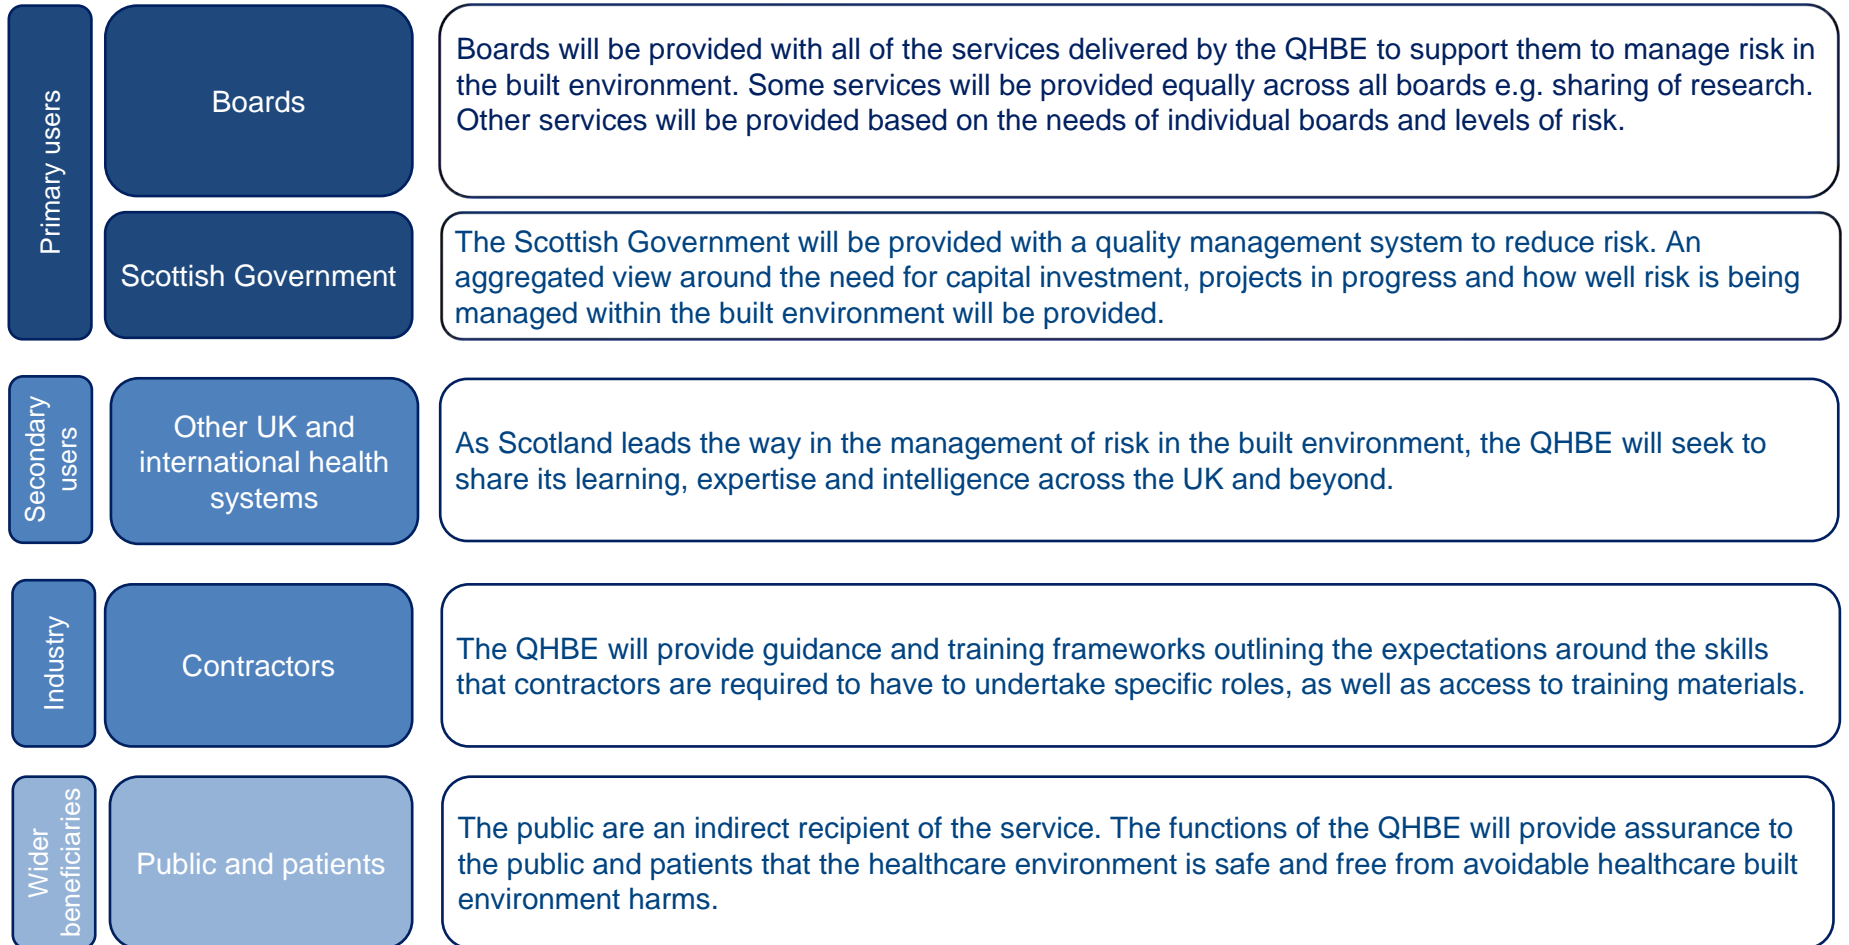 Primary users
Boards
Boards will be provided with all of the services delivered by the QHBE to support them to manage risk in
the built environment. Some services will be provided equally across all boards e.g. sharing of research.
Other services will be provided based on the needs of individual boards and levels of risk.
Scottish Government
The Scottish Government will be provided with a quality management system to reduce risk. An
aggregated view around the need for capital investment, projects in progress and how well risk is being
managed within the built environment will be provided.
Secondary
users
Other UK and
international health
systems
As Scotland leads the way in the management of risk in the built environment, the QHBE will seek to
share its learning, expertise and intelligence across the UK and beyond.
Industry
Contractors
The QHBE will provide guidance and training frameworks outlining the expectations around the skills
that contractors are required to have to undertake specific roles, as well as access to training materials.
Wider
beneficiaries
Public and patients
The public are an indirect recipient of the service. The functions of the QHBE will provide assurance to
the public and patients that the healthcare environment is safe and free from avoidable healthcare built
environment harms.